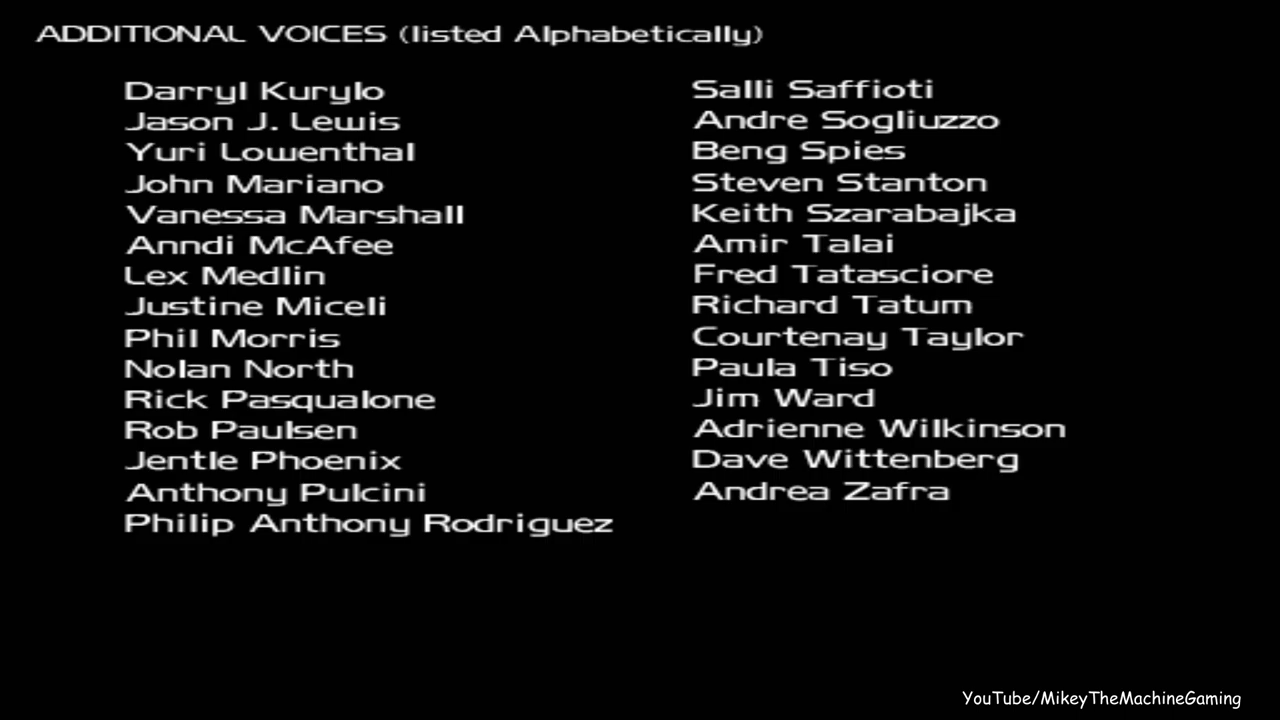 ADDITIONAL VOICES (listed Alphabetically)
Darryl Kurylo
Jason J. Lewis
Yuri Lowenthal
John Mariano
Vanessa Marshall
Anndi McAfee
Lex Medlin
Justine Miceli
Phil Morris
Nolan North
Rick Pasqualone
Rob Paulsen
Jentle Phoenix
Anthony Pulcini
Philip Anthony Rodriguez
Salli Saffioti
Andre Sogliuzzo
Beng Spies
Steven Stanton
Keith Szarabajka
Amir Talai
Fred Tatasciore
Richard Tatum
Courtenay Taylor
Paula Tiso
Jim Ward
Adrienne Wilkinson
Dave Wittenberg
Andrea Zafra
YouTube/MikeyTheMachineGaming